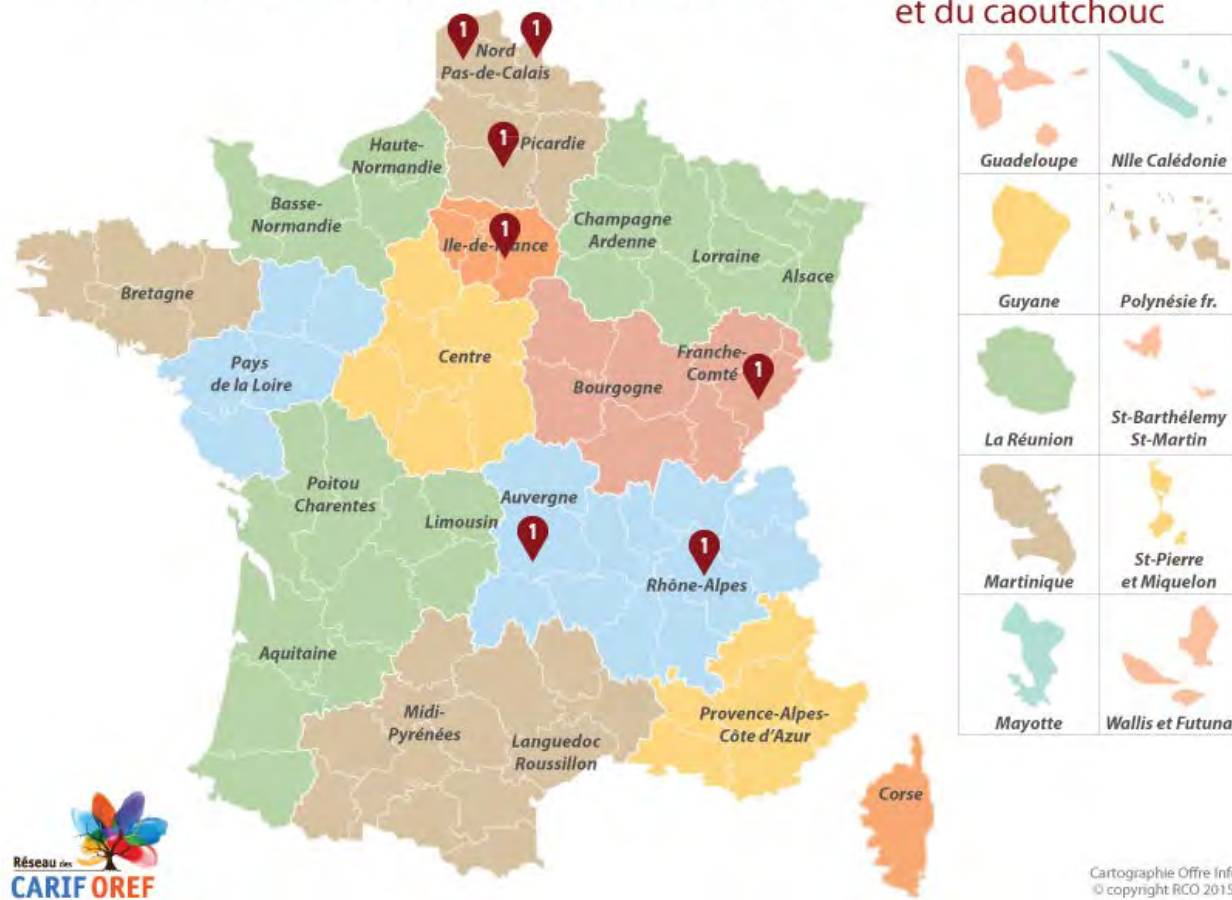 et du caoutchouc
1
1
Nord
Pas-de-Calais
1
Picardie
Haute-
Normandie
Basse-
Normandie
1
Ile-de-France
Champagne
Ardenne
Lorraine
Alsace
Bretagne
Pays
de la Loire
Centre
Bourgogne
Franche-
Comté
1
Poitou
Charentes
Limousin
Auvergne
1
1
Rhône-Alpes
Aquitaine
Midi-
Pyrénées
Languedoc
Roussillon
Provence-Alpes-
Côte d'Azur
Corse
Guadeloupe
Nlle Calédonie
Guyane
Polynésie fr.
La Réunion
St-Barthélemy
St-Martin
Martinique
St-Pierre
et Miquelon
Mayotte
Wallis et Futuna
Réseau des
CARIF OREF
Cartographie Offre Info
© copyright RCO 2015